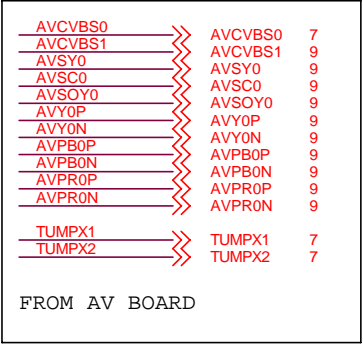 AVCVBS0 AVCVBS0 7
AVCVBS1 AVCVBS1 9
AVSY0 AVSY0 9
AVSC0 AVSC0 9
AVSOY0 AVSOY0 9
AVY0P AVY0P 9
AVY0N AVY0N 9
AVPB0P AVPB0P 9
AVPB0N AVPB0N 9
AVPR0P AVPR0P 9
AVPR0N AVPR0N 9
TUMPX1 TUMPX1 7
TUMPX2 TUMPX2 7
FROM AV BOARD